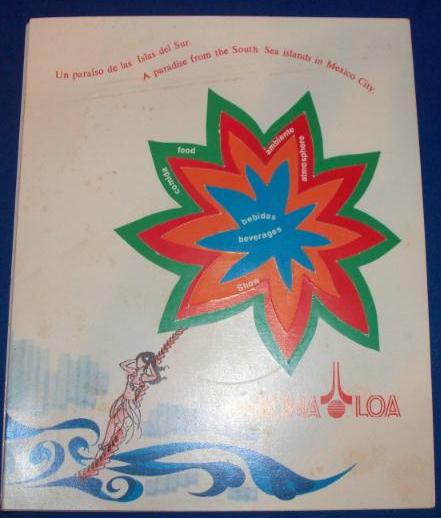 Un paraíso de las Islas del Sur.
A paradise from the South Sea islands in Mexico City.
food
comida
ambiente
atmosphere
bebidas
beverages
Show
LOA